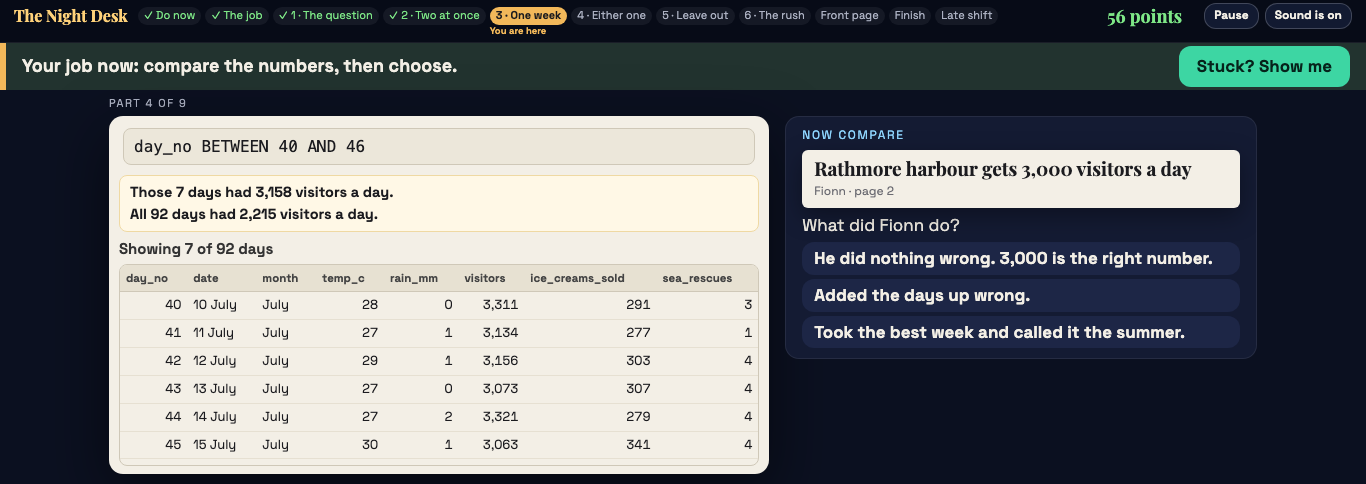 The Night Desk
✓ Do now
✓ The job
✓ 1 · The question
✓ 2 · Two at once
3 · One week
4 · Either one
5 · Leave out
6 · The rush
Front page
Finish
Late shift
You are here
56 points
Pause
Sound is on
Your job now: compare the numbers, then choose.
Stuck? Show me
PART 4 OF 9
day_no BETWEEN 40 AND 46
Those 7 days had 3,158 visitors a day.
All 92 days had 2,215 visitors a day.
Showing 7 of 92 days
day_no date month temp_c rain_mm visitors ice_creams_sold sea_rescues
40 10 July July 28 0 3,311 291 3
41 11 July July 27 1 3,134 277 1
42 12 July July 29 1 3,156 303 4
43 13 July July 27 0 3,073 307 4
44 14 July July 27 2 3,321 279 4
45 15 July July 30 1 3,063 341 4
NOW COMPARE
Rathmore harbour gets 3,000 visitors a day
Fionn · page 2
What did Fionn do?
He did nothing wrong. 3,000 is the right number.
Added the days up wrong.
Took the best week and called it the summer.